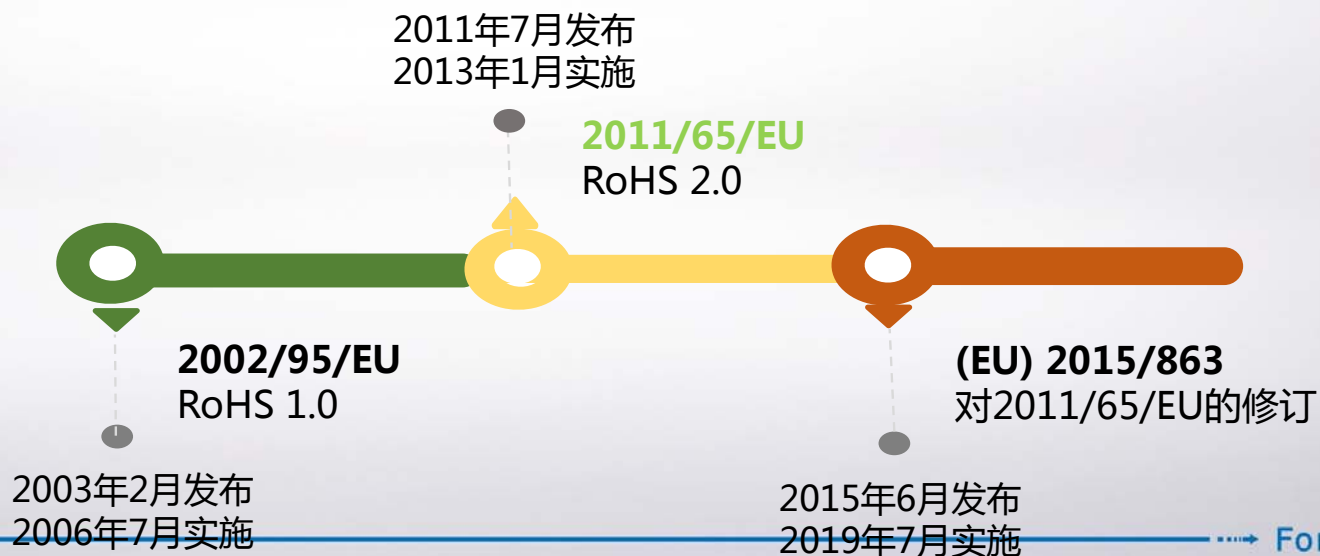 2011年7月发布
2013年1月实施
2011/65/EU
RoHS 2.0
2002/95/EU
RoHS 1.0
2003年2月发布
2006年7月实施
(EU) 2015/863
对2011/65/EU的修订
2015年6月发布
2019年7月实施